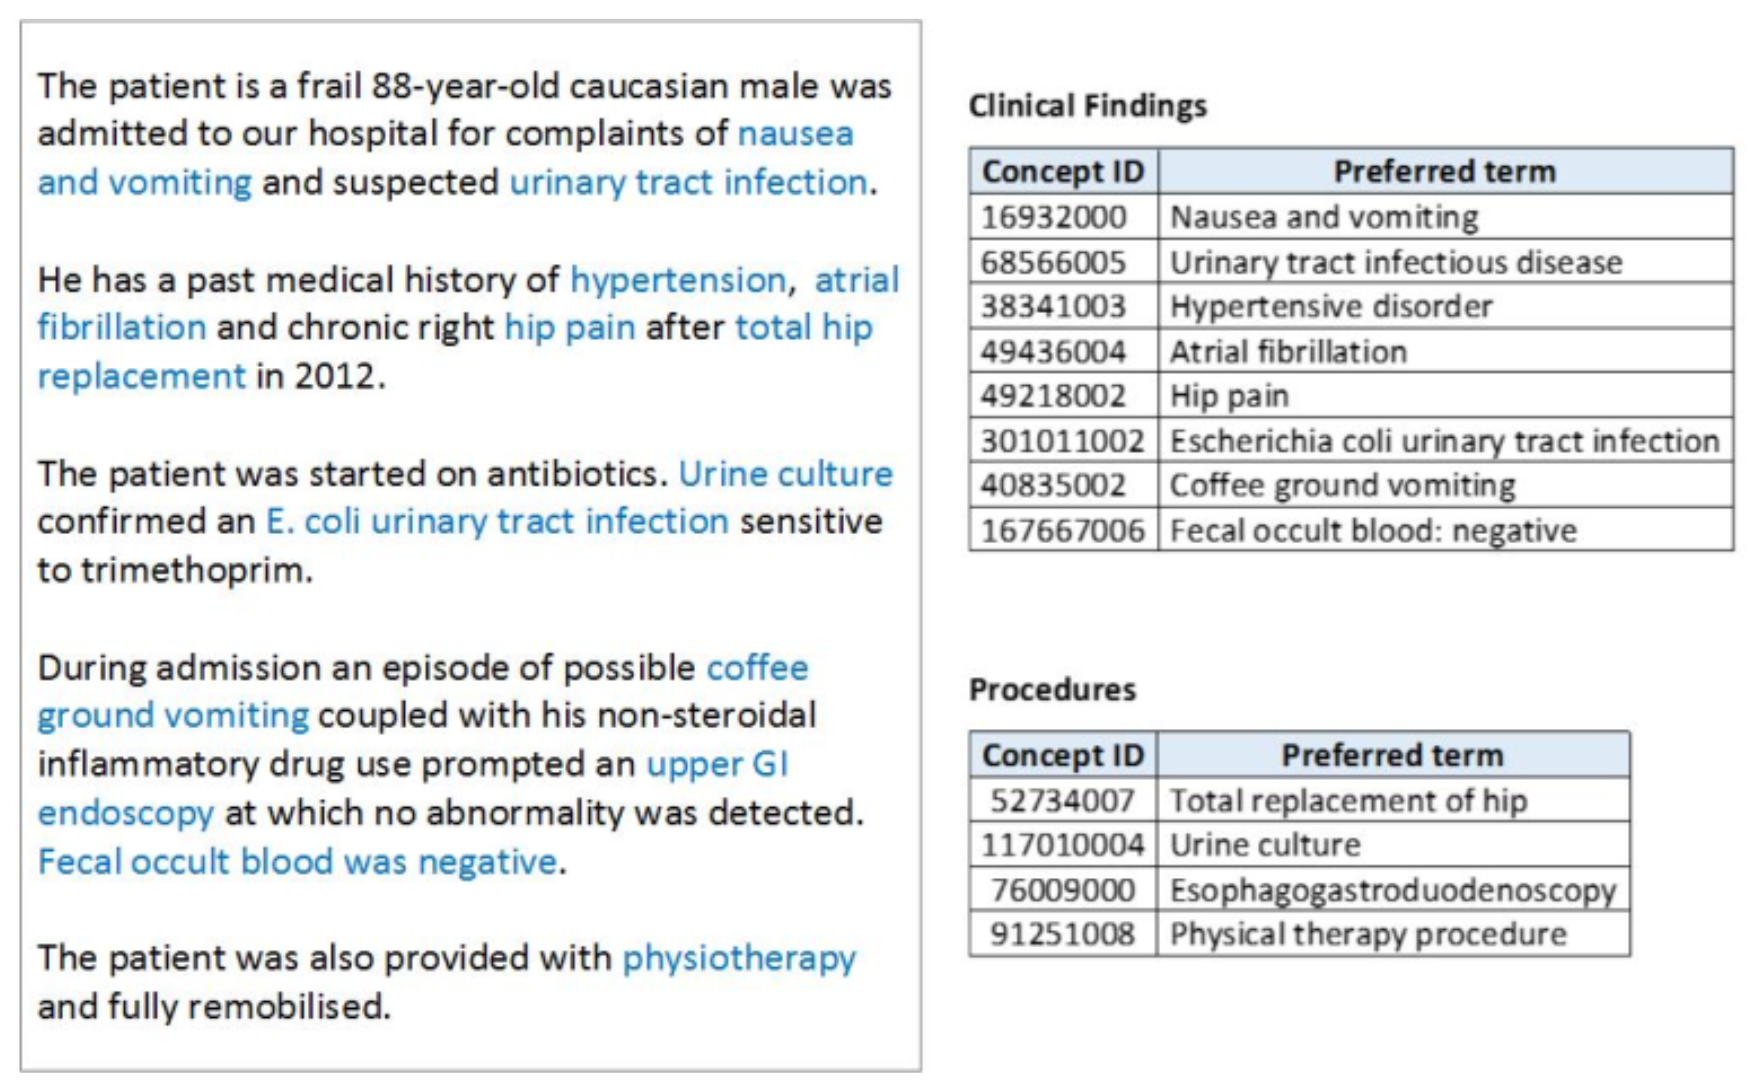 The patient is a frail 88-year-old caucasian male was
admitted to our hospital for complaints of nausea
and vomiting and suspected urinary tract infection.
He has a past medical history of hypertension, atrial
fibrillation and chronic right hip pain after total hip
replacement in 2012.
The patient was started on antibiotics. Urine culture
confirmed an E. coli urinary tract infection sensitive
to trimethoprim.
During admission an episode of possible coffee
ground vomiting coupled with his non-steroidal
inflammatory drug use prompted an upper GI
endoscopy at which no abnormality was detected.
Fecal occult blood was negative.
The patient was also provided with physiotherapy
and fully remobilised.
Clinical Findings
Concept ID Preferred term
16932000 Nausea and vomiting
68566005 Urinary tract infectious disease
38341003 Hypertensive disorder
49436004 Atrial fibrillation
49218002 Hip pain
301011002 Escherichia coli urinary tract infection
40835002 Coffee ground vomiting
167667006 Fecal occult blood: negative
Procedures
Concept ID Preferred term
52734007 Total replacement of hip
117010004 Urine culture
76009000 Esophagogastroduodenoscopy
91251008 Physical therapy procedure